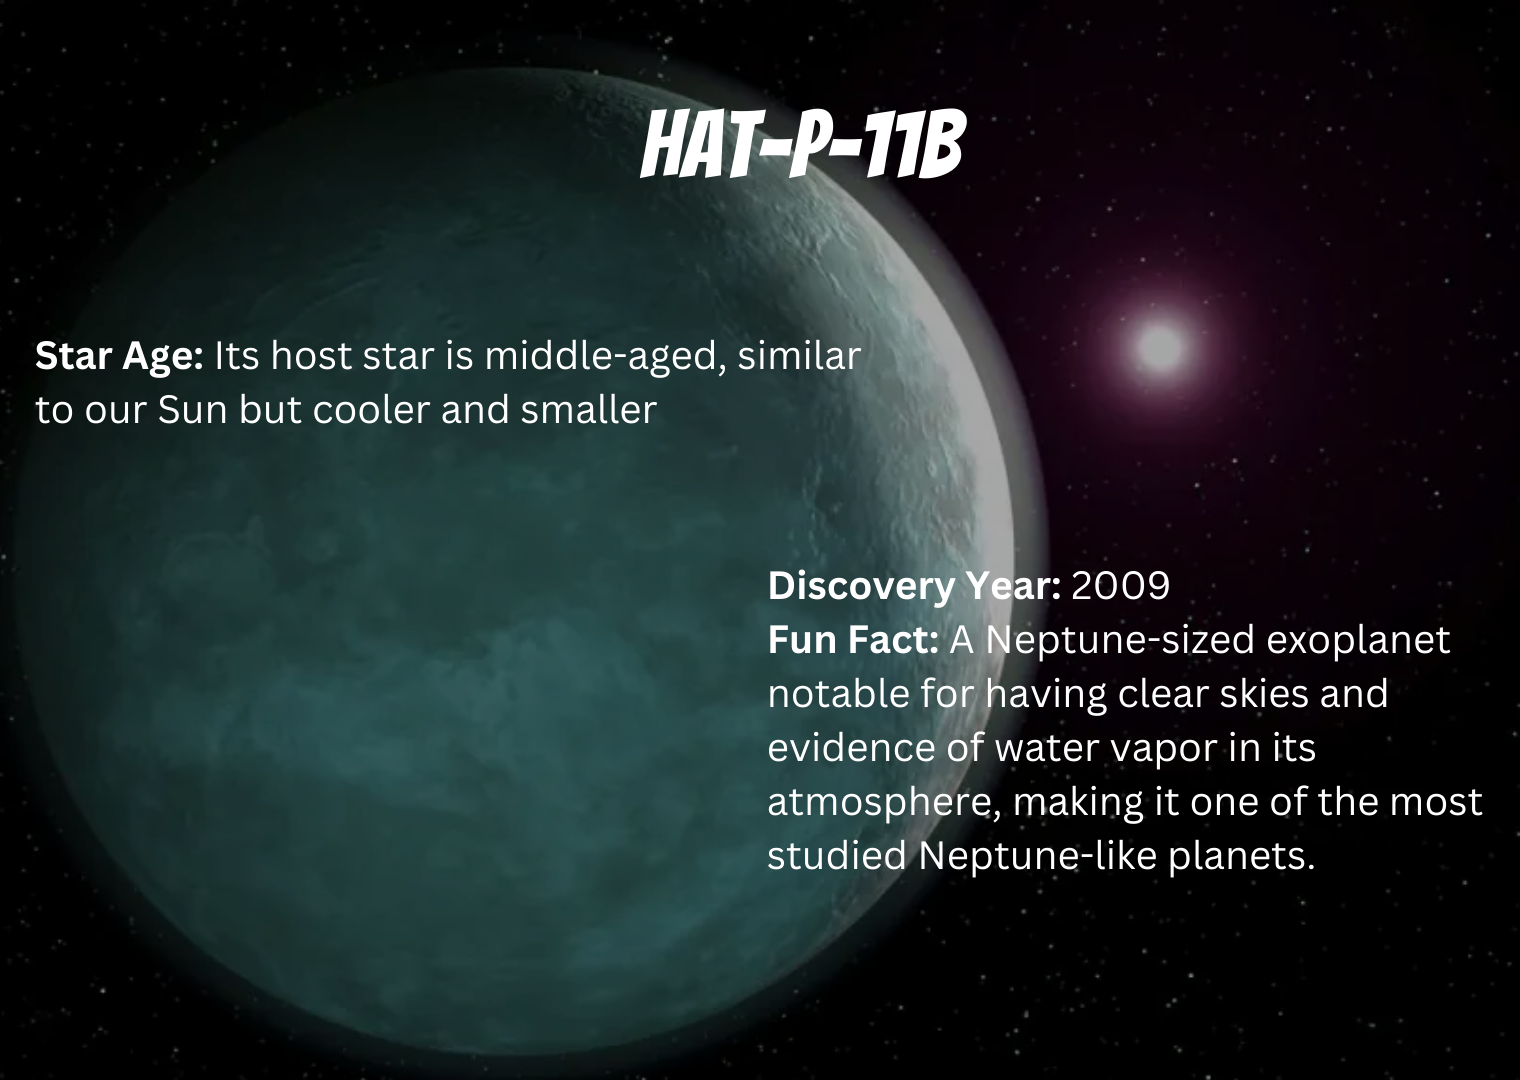 HAT-P-11B
Star Age: Its host star is middle-aged, similar
to our Sun but cooler and smaller
Discovery Year: 2009
Fun Fact: A Neptune-sized exoplanet
notable for having clear skies and
evidence of water vapor in its
atmosphere, making it one of the most
studied Neptune-like planets.